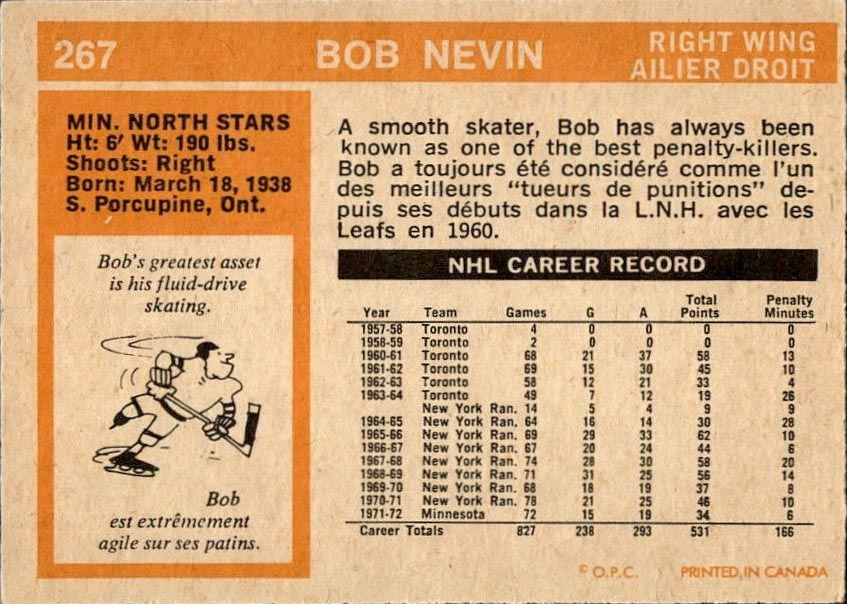 267 BOB NEVIN RIGHT WING
AILIER DROIT
MIN. NORTH STARS
Ht: 6' Wt: 190 lbs.
Shoots: Right
Born: March 18, 1938
S. Porcupine, Ont.
Bob's greatest asset
is his fluid-drive
skating.
Bob
est extrêmement
agile sur ses patins.
A smooth skater, Bob has always been
known as one of the best penalty-killers.
Bob a toujours été considéré comme l'un
des meilleurs "tueurs de punitions" de-
puis ses débuts dans la L.N.H. avec les
Leafs en 1960.
NHL CAREER RECORD
Year Team Games G A Total Points Penalty Minutes
1957-58 Toronto 4 0 0 0 0
1958-59 Toronto 2 0 0 0 0
1960-61 Toronto 68 21 37 58 13
1961-62 Toronto 69 15 30 45 10
1962-63 Toronto 58 12 21 33 4
1963-64 Toronto 49 7 12 19 26
New York Ran. 14 5 4 9 9
1964-65 New York Ran. 64 16 14 30 28
1965-66 New York Ran. 69 29 33 62 10
1966-67 New York Ran. 67 20 24 44 6
1967-68 New York Ran. 74 28 30 58 20
1968-69 New York Ran. 71 31 25 56 14
1969-70 New York Ran. 68 18 19 37 8
1970-71 New York Ran. 78 21 25 46 10
1971-72 Minnesota 72 15 19 34 6
Career Totals 827 238 293 531 166
© O.P.C. PRINTED IN CANADA